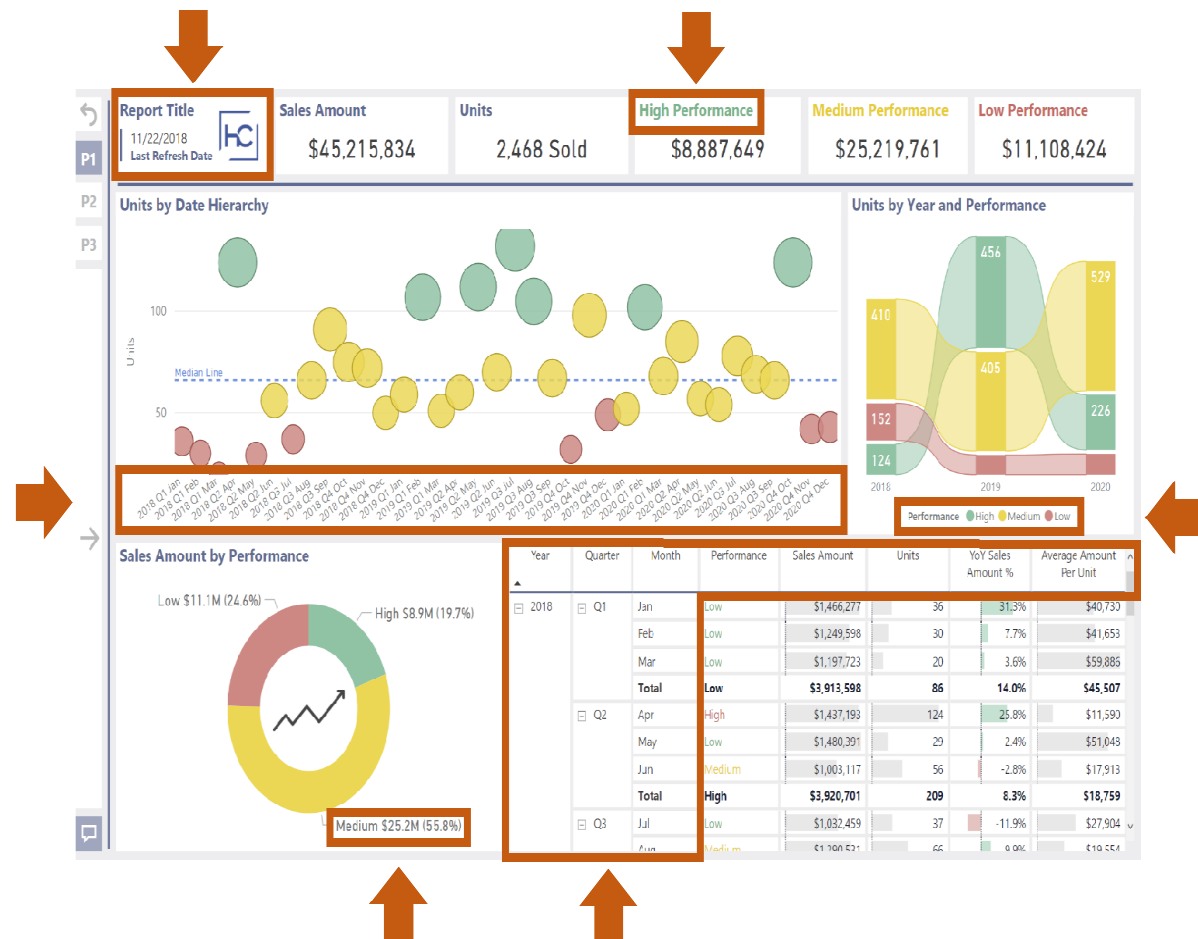 Report Title
11/22/2018
Last Refresh Date
HC
Sales Amount
$45,215,834
Units
2,468 Sold
High Performance
$8,887,649
Medium Performance
$25,219,761
Low Performance
$11,108,424
P1
P2
P3
Units by Date Hierarchy
Units
100
50
Median Line
2018 Q1 Jan
2018 Q1 Feb
2018 Q1 Mar
2018 Q2 Apr
2018 Q2 May
2018 Q2 Jun
2018 Q3 Jul
2018 Q3 Aug
2018 Q3 Sep
2018 Q4 Oct
2018 Q4 Nov
2018 Q4 Dec
2019 Q1 Jan
2019 Q1 Feb
2019 Q1 Mar
2019 Q2 Apr
2019 Q2 May
2019 Q2 Jun
2019 Q3 Jul
2019 Q3 Aug
2019 Q3 Sep
2019 Q4 Oct
2019 Q4 Nov
2019 Q4 Dec
2020 Q1 Jan
2020 Q1 Feb
2020 Q1 Mar
2020 Q2 Apr
2020 Q2 May
2020 Q2 Jun
2020 Q3 Jul
2020 Q3 Aug
2020 Q3 Sep
2020 Q4 Oct
2020 Q4 Nov
2020 Q4 Dec
Units by Year and Performance
410
152
124
456
405
529
226
2018 2019 2020
Performance High Medium Low
Sales Amount by Performance
Low $11.1M (24.6%)
High $8.9M (19.7%)
Medium $25.2M (55.8%)
Year Quarter Month Performance Sales Amount Units YoY Sales Amount % Average Amount Per Unit
2018 Q1 Jan Low $1,466,277 36 31.3% $40,730
Feb Low $1,249,598 30 7.7% $41,653
Mar Low $1,197,723 20 3.6% $59,886
Total Low $3,913,598 86 14.0% $45,507
Q2 Apr High $1,437,193 124 25.8% $11,590
May Low $1,480,391 29 2.4% $51,048
Jun Medium $1,003,117 56 -2.8% $17,913
Total High $3,920,701 209 8.3% $18,759
Q3 Jul Low $1,032,459 37 -11.9% $27,904
Aug Medium $1,290,531 66 9.9% $19,554